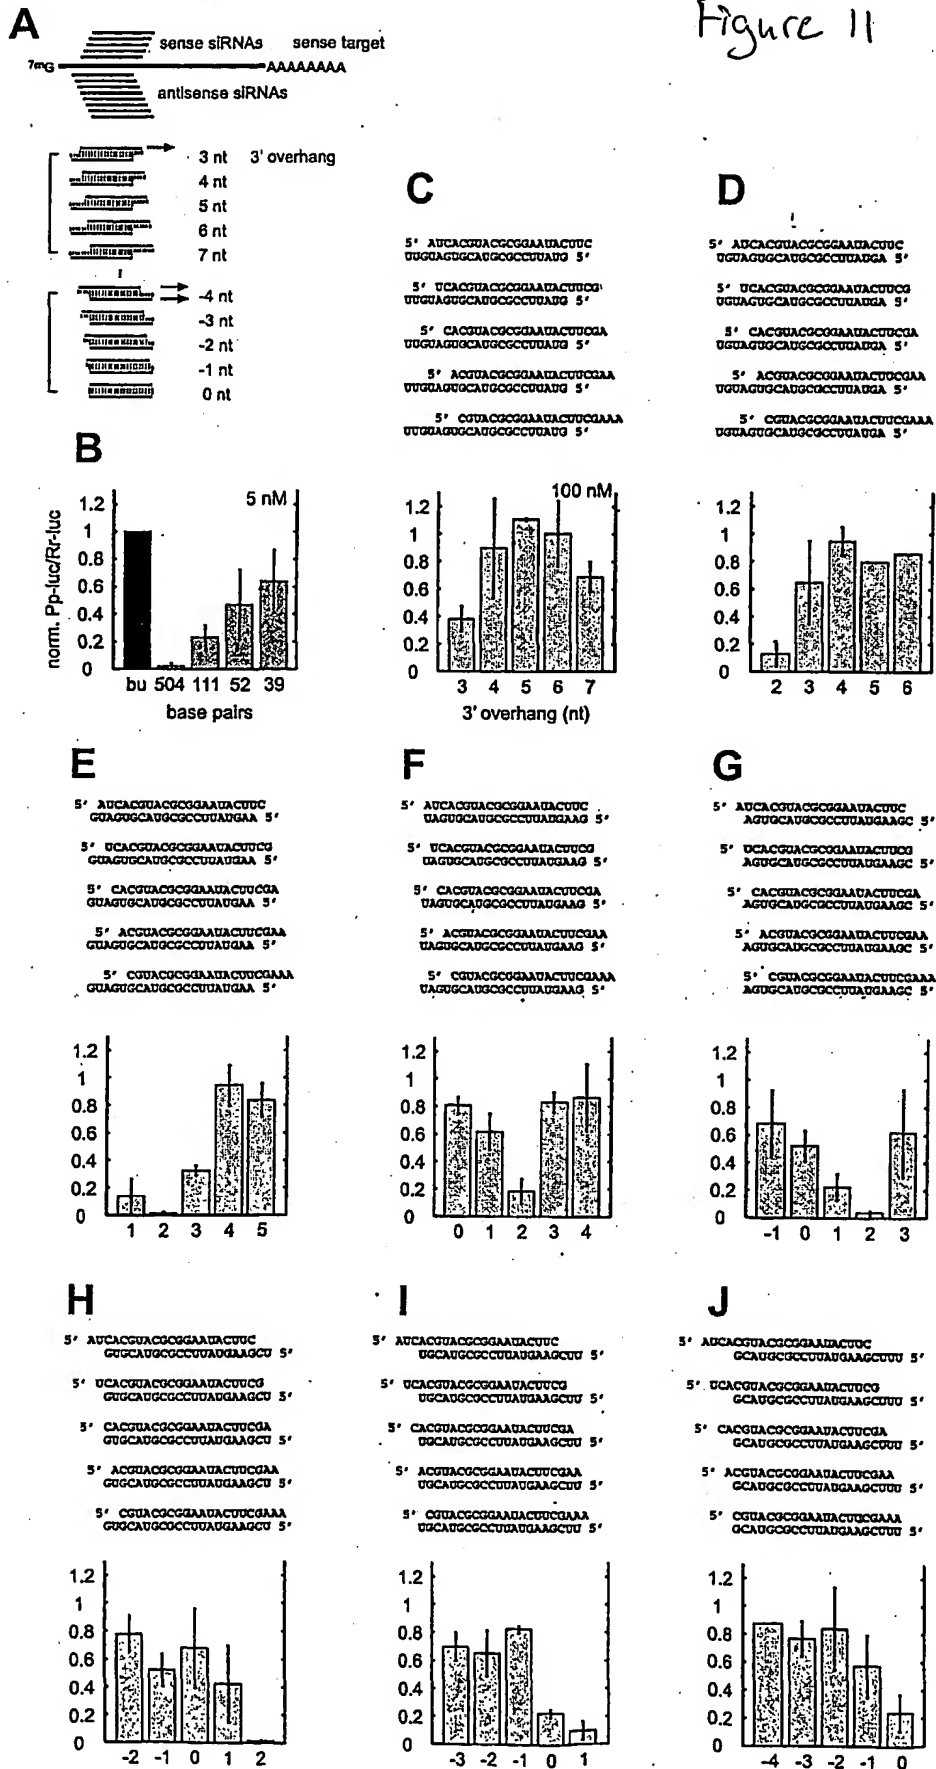 Figure 11
A
sense siRNAs sense target
7mG AAAAAAAA
antisense siRNAs
3 nt 3' overhang
4 nt
5 nt
6 nt
7 nt
-4 nt
-3 nt
-2 nt
-1 nt
0 nt
B
5 nM
norm. Pp-luc/Rr-luc
1.2
1
0.8
0.6
0.4
0.2
0
bu 504 111 52 39
base pairs
C
5' AUCACGUACGCGGAAUACUUC
UUGUAGUGCAUGCGCCUUAUG 5'
5' UCACGUACGCGGAAUACUUCG
UUGUAGUGCAUGCGCCUUAUG 5'
5' CACGUACGCGGAAUACUUCGA
UUGUAGUGCAUGCGCCUUAUG 5'
5' ACGUACGCGGAAUACUUCGAA
UUGUAGUGCAUGCGCCUUAUG 5'
5' CGUACGCGGAAUACUUCGAAA
UUGUAGUGCAUGCGCCUUAUG 5'
100 nM
1.2
1
0.8
0.6
0.4
0.2
0
3 4 5 6 7
3' overhang (nt)
D
5' AUCACGUACGCGGAAUACUUC
UGUAGUGCAUGCGCCUUAUGA 5'
5' UCACGUACGCGGAAUACUUCG
UGUAGUGCAUGCGCCUUAUGA 5'
5' CACGUACGCGGAAUACUUCGA
UGUAGUGCAUGCGCCUUAUGA 5'
5' ACGUACGCGGAAUACUUCGAA
UGUAGUGCAUGCGCCUUAUGA 5'
5' CGUACGCGGAAUACUUCGAAA
UGUAGUGCAUGCGCCUUAUGA 5'
1.2
1
0.8
0.6
0.4
0.2
0
2 3 4 5 6
E
5' AUCACGUACGCGGAAUACUUC
GUAGUGCAUGCGCCUUAUGAA 5'
5' UCACGUACGCGGAAUACUUCG
GUAGUGCAUGCGCCUUAUGAA 5'
5' CACGUACGCGGAAUACUUCGA
GUAGUGCAUGCGCCUUAUGAA 5'
5' ACGUACGCGGAAUACUUCGAA
GUAGUGCAUGCGCCUUAUGAA 5'
5' CGUACGCGGAAUACUUCGAAA
GUAGUGCAUGCGCCUUAUGAA 5'
1.2
1
0.8
0.6
0.4
0.2
0
1 2 3 4 5
F
5' AUCACGUACGCGGAAUACUUC
UAGUGCAUGCGCCUUAUGAAG 5'
5' UCACGUACGCGGAAUACUUCG
UAGUGCAUGCGCCUUAUGAAG 5'
5' CACGUACGCGGAAUACUUCGA
UAGUGCAUGCGCCUUAUGAAG 5'
5' ACGUACGCGGAAUACUUCGAA
UAGUGCAUGCGCCUUAUGAAG 5'
5' CGUACGCGGAAUACUUCGAAA
UAGUGCAUGCGCCUUAUGAAG 5'
1.2
1
0.8
0.6
0.4
0.2
0
0 1 2 3 4
G
5' AUCACGUACGCGGAAUACUUC
AGUGCAUGCGCCUUAUGAAGC 5'
5' UCACGUACGCGGAAUACUUCG
AGUGCAUGCGCCUUAUGAAGC 5'
5' CACGUACGCGGAAUACUUCGA
AGUGCAUGCGCCUUAUGAAGC 5'
5' ACGUACGCGGAAUACUUCGAA
AGUGCAUGCGCCUUAUGAAGC 5'
5' CGUACGCGGAAUACUUCGAAA
AGUGCAUGCGCCUUAUGAAGC 5'
1.2
1
0.8
0.6
0.4
0.2
0
-1 0 1 2 3
H
5' AUCACGUACGCGGAAUACUUC
GUGCAUGCGCCUUAUGAAGCU 5'
5' UCACGUACGCGGAAUACUUCG
GUGCAUGCGCCUUAUGAAGCU 5'
5' CACGUACGCGGAAUACUUCGA
GUGCAUGCGCCUUAUGAAGCU 5'
5' ACGUACGCGGAAUACUUCGAA
GUGCAUGCGCCUUAUGAAGCU 5'
5' CGUACGCGGAAUACUUCGAAA
GUGCAUGCGCCUUAUGAAGCU 5'
1.2
1
0.8
0.6
0.4
0.2
0
-2 -1 0 1 2
I
5' AUCACGUACGCGGAAUACUUC
UGCAUGCGCCUUAUGAAGCUU 5'
5' UCACGUACGCGGAAUACUUCG
UGCAUGCGCCUUAUGAAGCUU 5'
5' CACGUACGCGGAAUACUUCGA
UGCAUGCGCCUUAUGAAGCUU 5'
5' ACGUACGCGGAAUACUUCGAA
UGCAUGCGCCUUAUGAAGCUU 5'
5' CGUACGCGGAAUACUUCGAAA
UGCAUGCGCCUUAUGAAGCUU 5'
1.2
1
0.8
0.6
0.4
0.2
0
-3 -2 -1 0 1
J
5' AUCACGUACGCGGAAUACUUC
GCAUGCGCCUUAUGAAGCUUU 5'
5' UCACGUACGCGGAAUACUUCG
GCAUGCGCCUUAUGAAGCUUU 5'
5' CACGUACGCGGAAUACUUCGA
GCAUGCGCCUUAUGAAGCUUU 5'
5' ACGUACGCGGAAUACUUCGAA
GCAUGCGCCUUAUGAAGCUUU 5'
5' CGUACGCGGAAUACUUCGAAA
GCAUGCGCCUUAUGAAGCUUU 5'
1.2
1
0.8
0.6
0.4
0.2
0
-4 -3 -2 -1 0